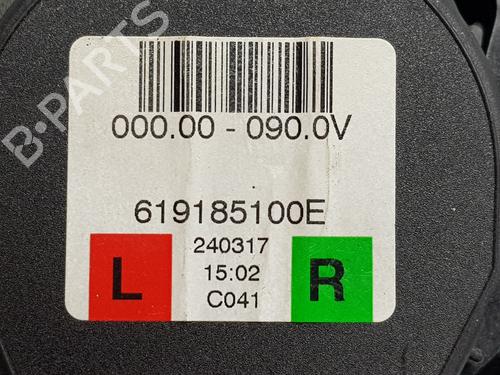 B-PARTS
000.00 - 090.0V
619185100E
L 240317 R
15:02
C041